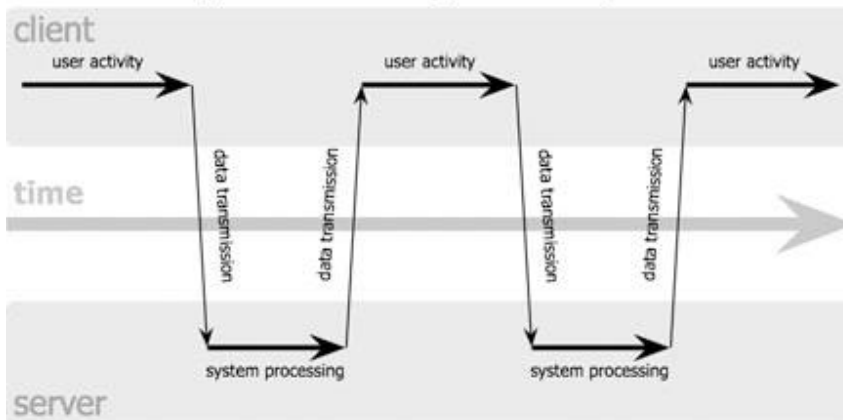 client
user activity
user activity
user activity
data transmission
data transmission
data transmission
data transmission
time
system processing
system processing
server